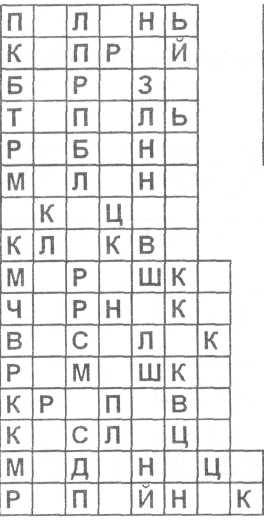 П Л Н Ь
К П Р Й
Б Р З
Т П Л Ь
Р Б Н
М Л Н
К Ц
К Л К В
М Р Ш К
Ч Р Н К
В С Л К
Р М Ш К
К Р П В
К С Л Ц
М Д Н Ц
Р П Й Н К